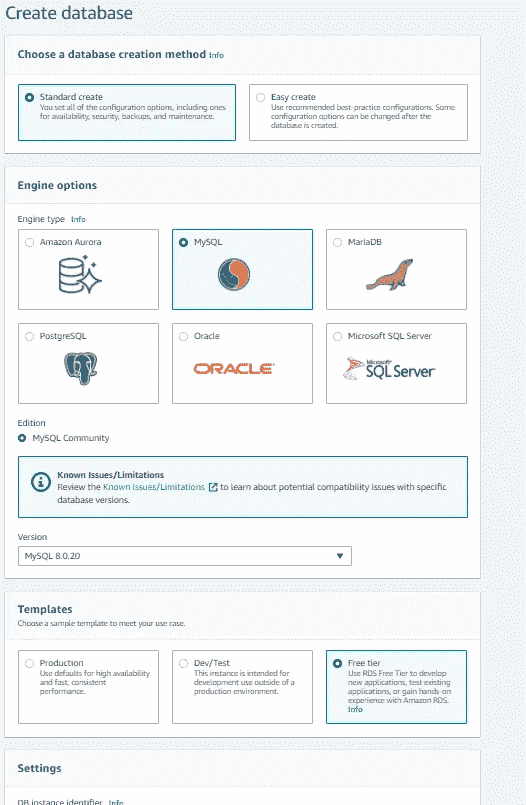 Create database
Choose a database creation method Info
Standard create
You set all of the configuration options, including ones
for availability, security, backups, and maintenance.
Easy create
Use recommended best-practice configurations. Some
configuration options can be changed after the
database is created.
Engine options
Engine type Info
Amazon Aurora
MySQL
MariaDB
PostgreSQL
Oracle
ORACLE
Microsoft SQL Server
Microsoft
SQL Server
Edition
MySQL Community
Known Issues/Limitations
Review the Known Issues/Limitations to learn about potential compatibility issues with specific
database versions.
Version
MySQL 8.0.20
Templates
Choose a sample template to meet your use case.
Production
Use defaults for high availability
and fast, consistent
performance.
Dev/Test
This instance is intended for
development use outside of a
production environment.
Free tier
Use RDS Free Tier to develop
new applications, test existing
applications, or gain hands-on
experience with Amazon RDS.
Info
Settings
DB instance identifier Info